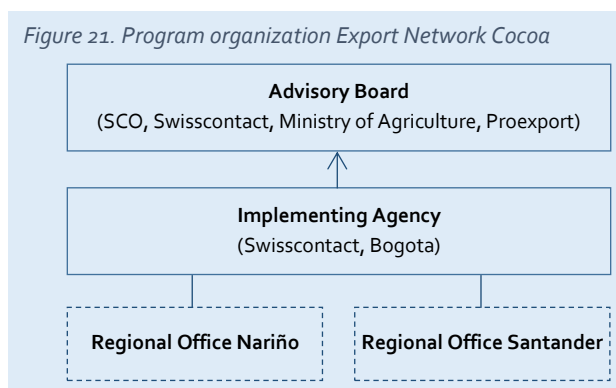 Figure 21. Program organization Export Network Cocoa
Advisory Board
(SCO, Swisscontact, Ministry of Agriculture, Proexport)
Implementing Agency
(Swisscontact, Bogota)
Regional Office Nariño
Regional Office Santander